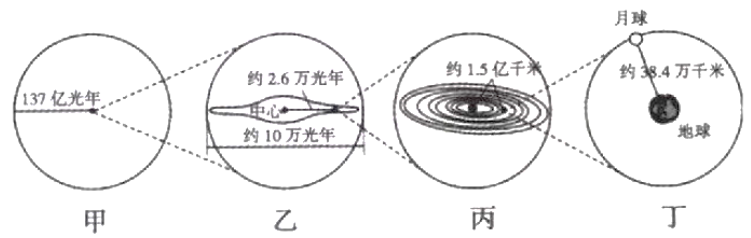 137 亿光年
约 2.6 万光年
中心
约 10 万光年
约 1.5 亿千米
月球
约 38.4 万千米
地球
甲
乙
丙
丁